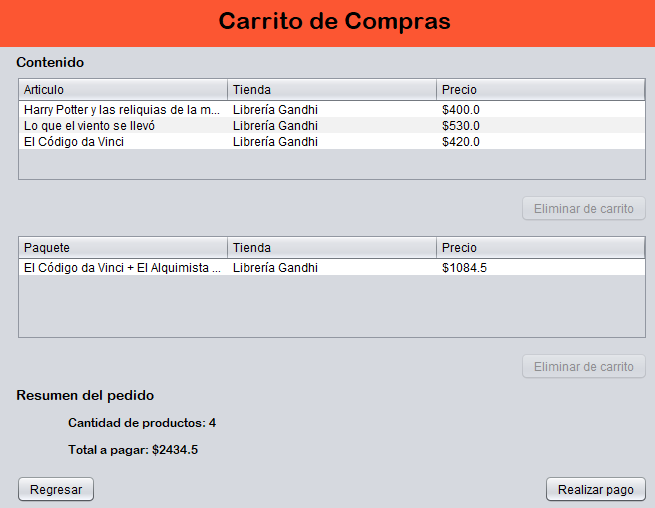 Carrito de Compras
Contenido
Articulo Tienda Precio
Harry Potter y las reliquias de la m... Librería Gandhi $400.0
Lo que el viento se llevó Librería Gandhi $530.0
El Código da Vinci Librería Gandhi $420.0
Eliminar de carrito
Paquete Tienda Precio
El Código da Vinci + El Alquimista ... Librería Gandhi $1084.5
Eliminar de carrito
Resumen del pedido
Cantidad de productos: 4
Total a pagar: $2434.5
Regresar Realizar pago